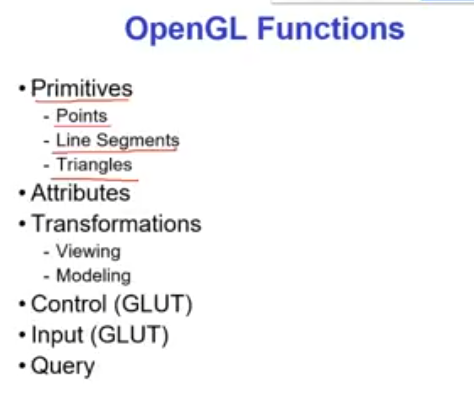 OpenGL Functions
• Primitives
- Points
- Line Segments
- Triangles
• Attributes
• Transformations
- Viewing
- Modeling
• Control (GLUT)
• Input (GLUT)
• Query